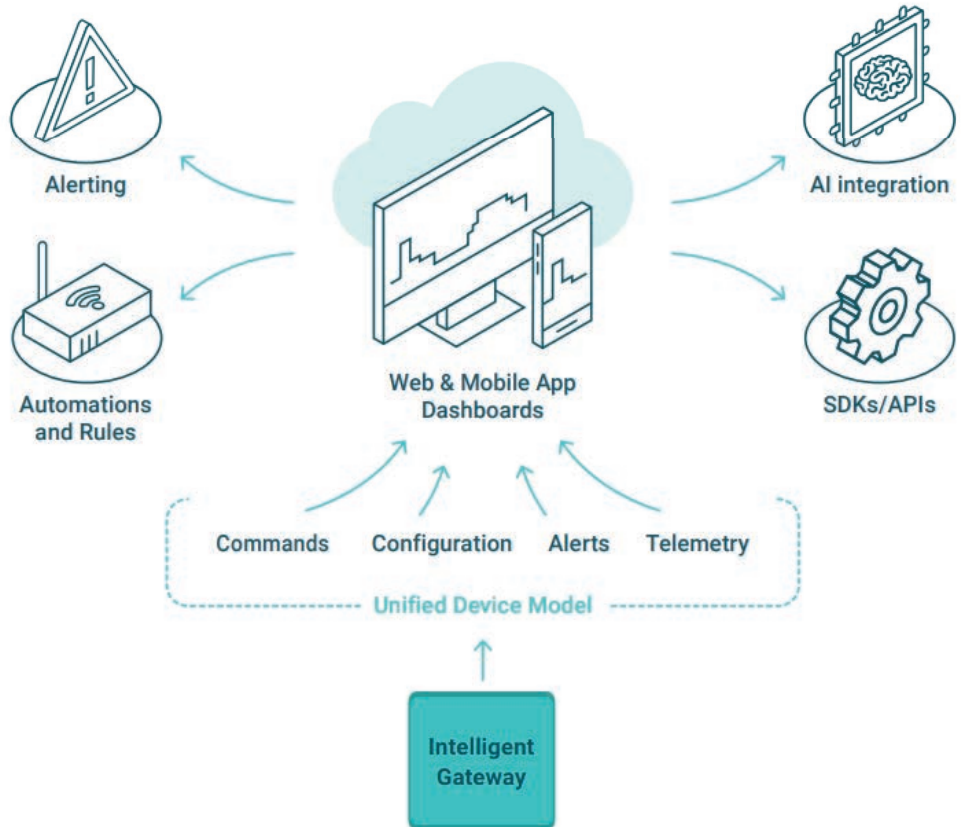 Alerting
AI integration
Automations
and Rules
Web & Mobile App
Dashboards
SDKs/APIs
Commands
Configuration
Alerts
Telemetry
Unified Device Model
Intelligent
Gateway